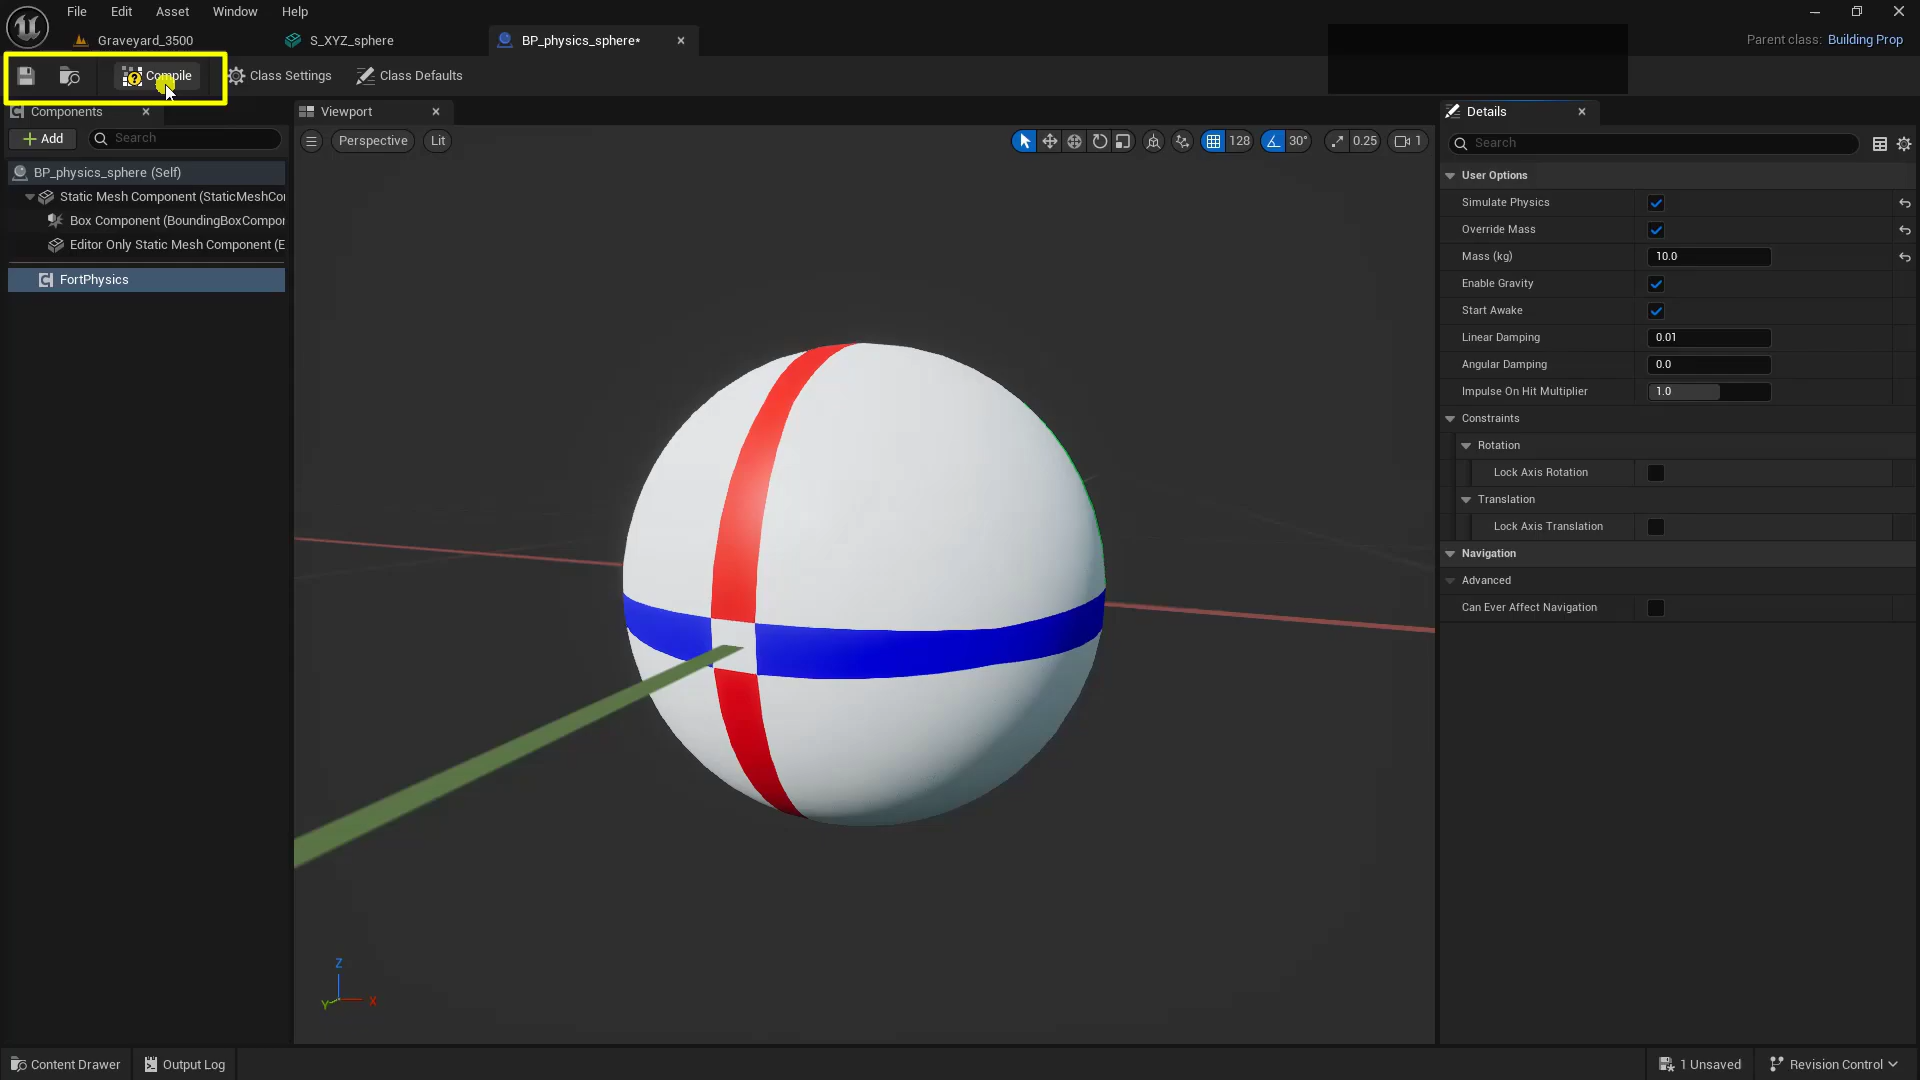 File Edit Asset Window Help
Graveyard_3500
S_XYZ_sphere
BP_physics_sphere*
Parent class: Building Prop
Compile
Class Settings
Class Defaults
Components
Add
Search
BP_physics_sphere (Self)
Static Mesh Component (StaticMeshCo
Box Component (BoundingBoxCompor
Editor Only Static Mesh Component (E
FortPhysics
Viewport
Perspective
Lit
128
30°
0.25
1
Z
Y
X
Details
Search
User Options
Simulate Physics
Override Mass
Mass (kg) 10.0
Enable Gravity
Start Awake
Linear Damping 0.01
Angular Damping 0.0
Impulse On Hit Multiplier 1.0
Constraints
Rotation
Lock Axis Rotation
Translation
Lock Axis Translation
Navigation
Advanced
Can Ever Affect Navigation
Content Drawer
Output Log
1 Unsaved
Revision Control